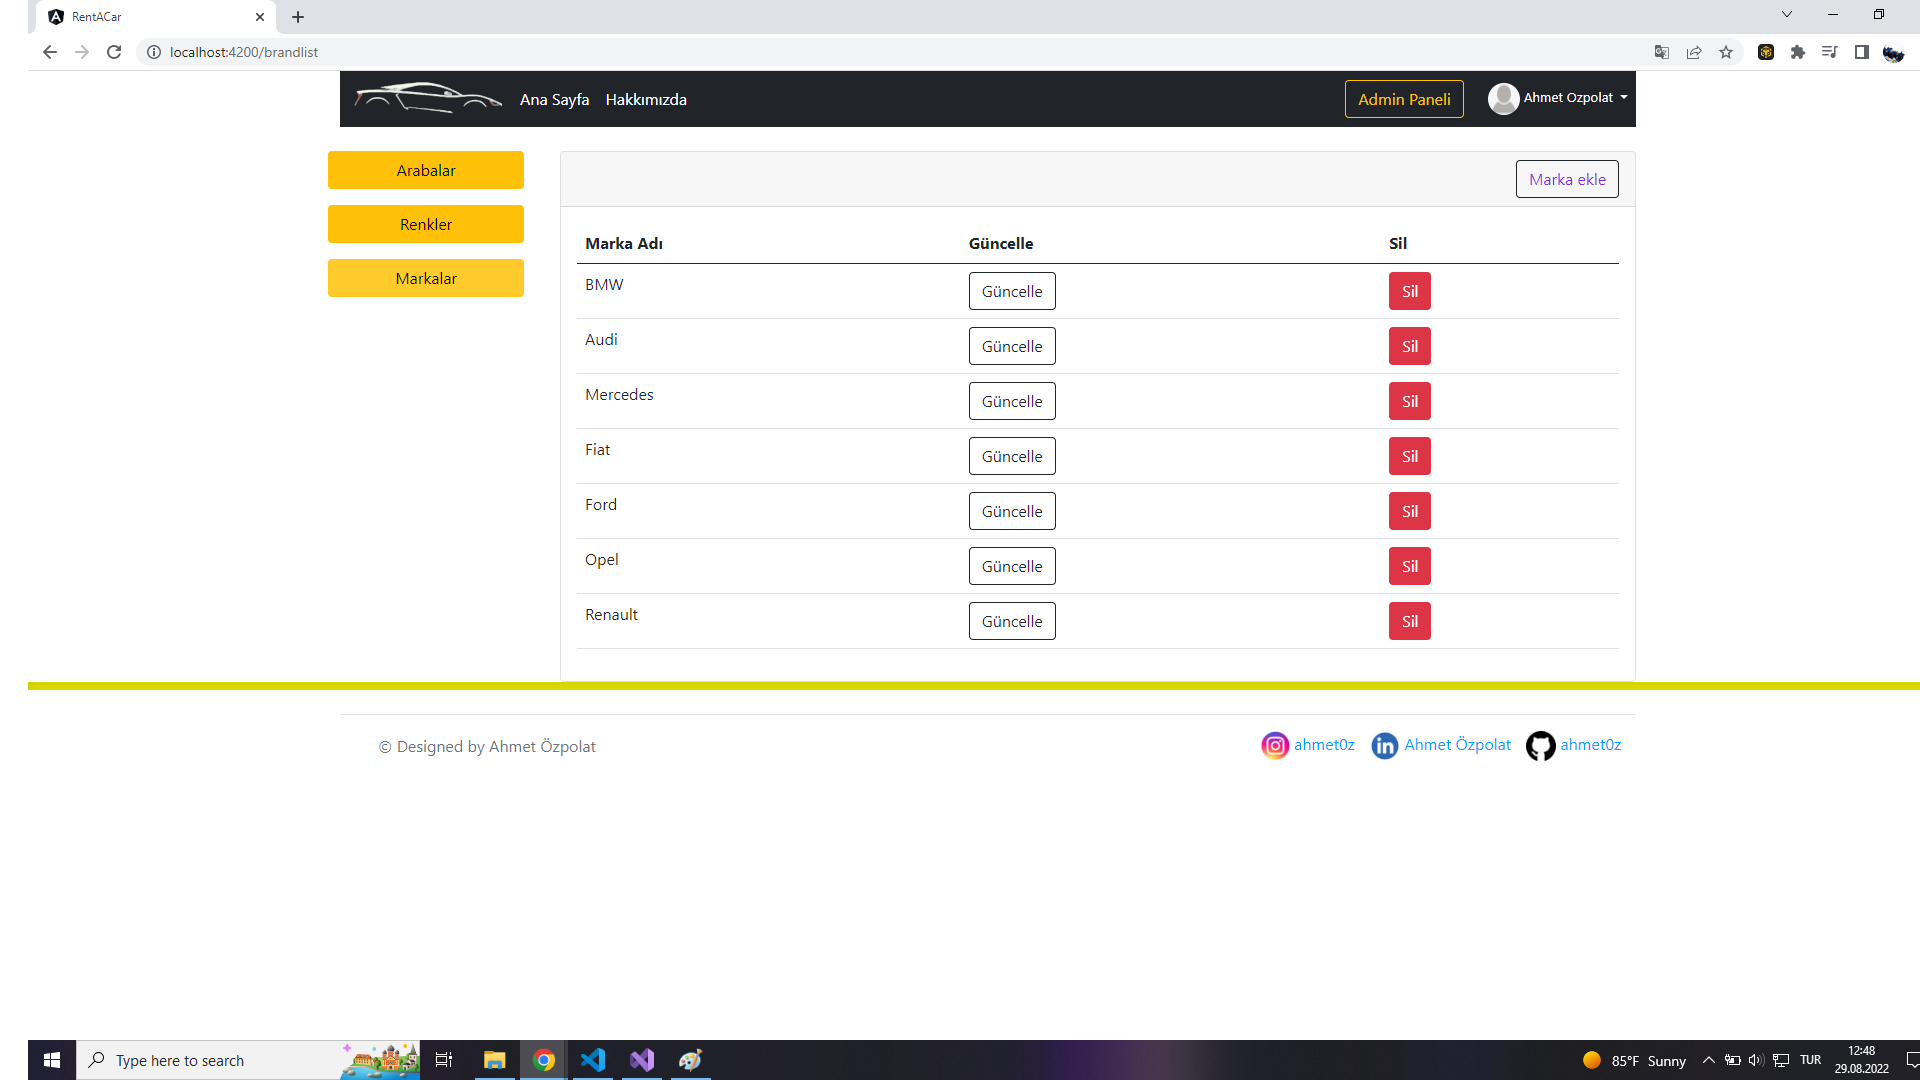 RentACar
localhost:4200/brandlist
Ana Sayfa Hakkımızda Admin Paneli Ahmet Ozpolat
Arabalar
Renkler
Markalar
Marka ekle
Marka Adı Güncelle Sil
BMW Güncelle Sil
Audi Güncelle Sil
Mercedes Güncelle Sil
Fiat Güncelle Sil
Ford Güncelle Sil
Opel Güncelle Sil
Renault Güncelle Sil
© Designed by Ahmet Özpolat ahmet0z in Ahmet Özpolat ahmet0z
Type here to search 85°F Sunny TUR 12:48
29.08.2022